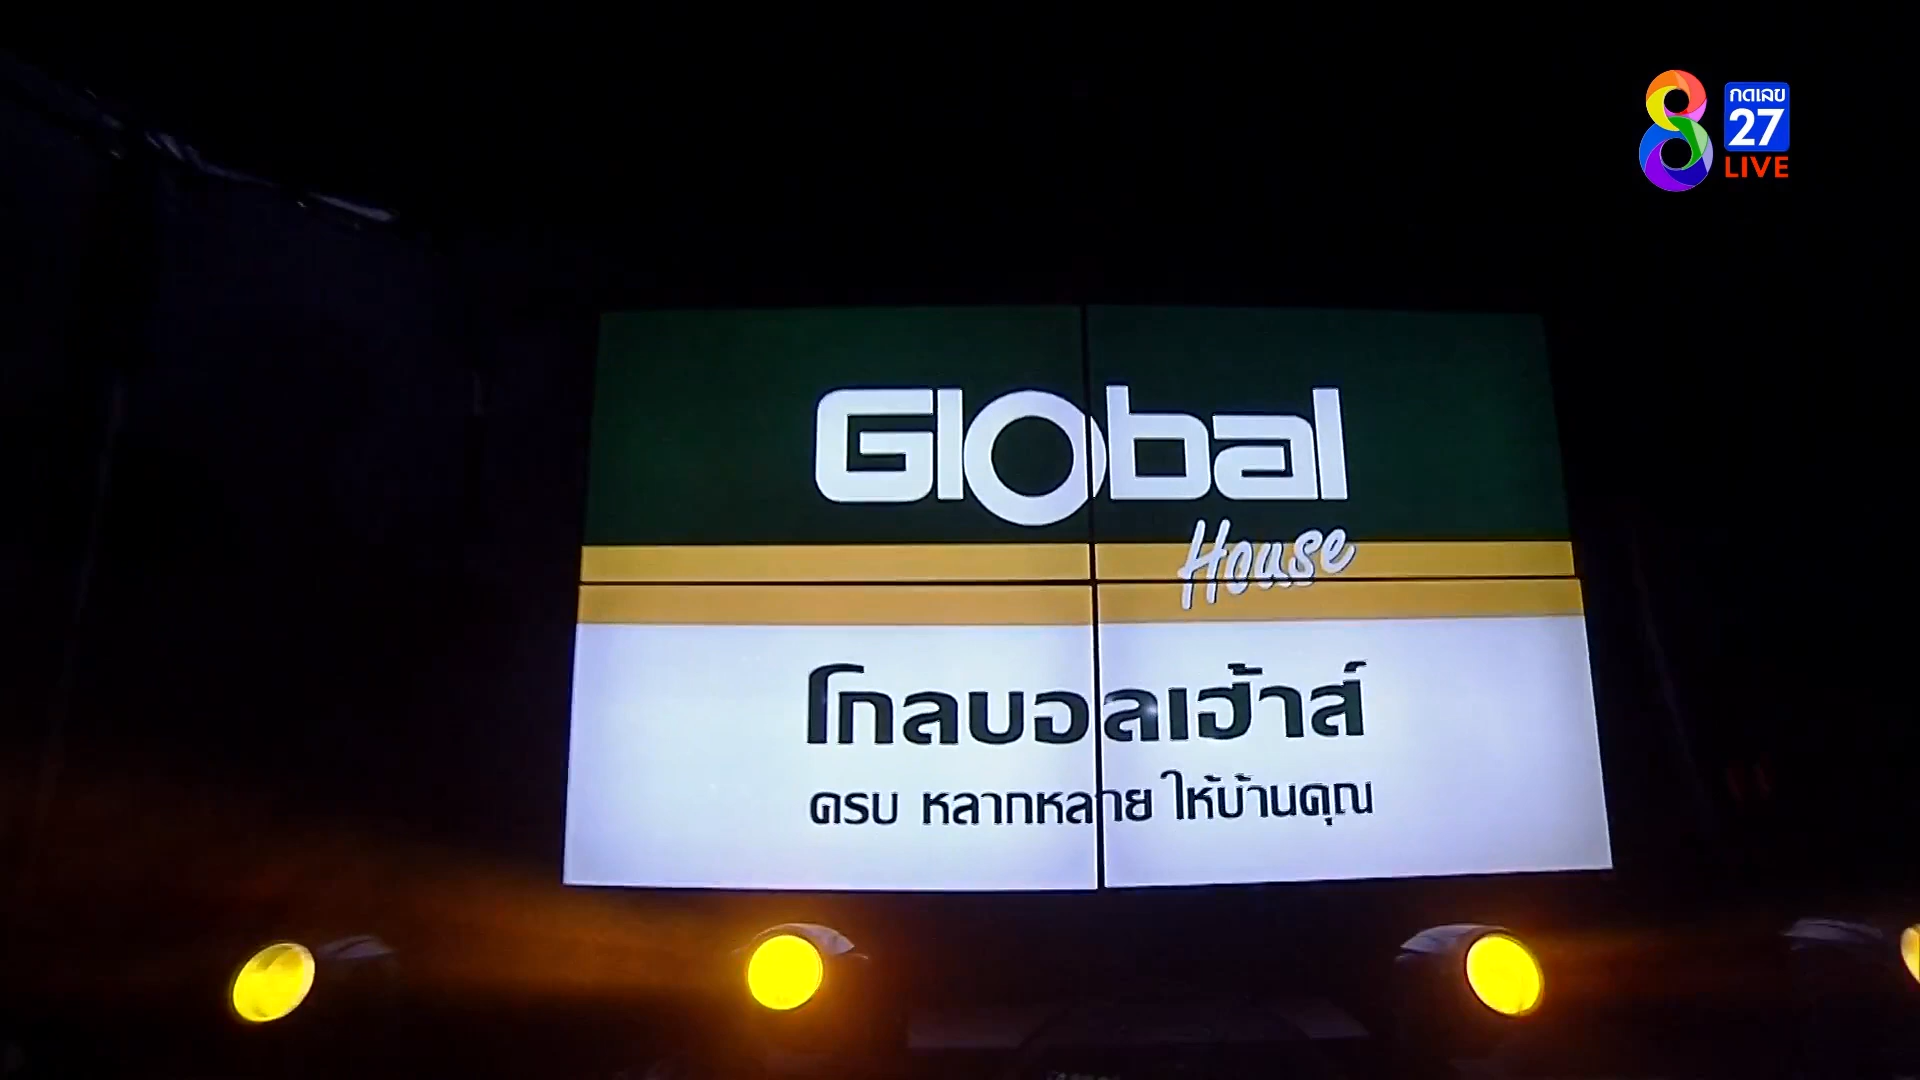 กดเลข
27
LIVE
Global
House
โกลบอลเฮ้าส์
ครบ หลากหลาย ให้บ้านคุณ